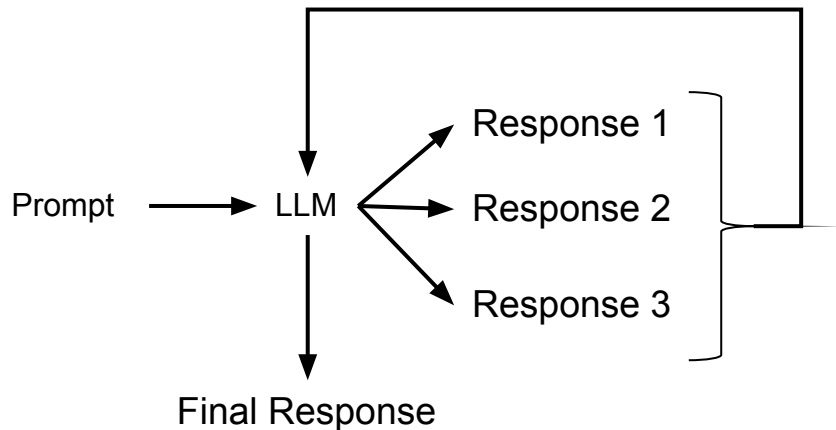 Response 1
Prompt
LLM
Response 2
Response 3
Final Response